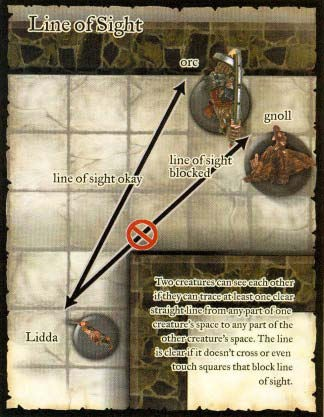 Line of Sight
orc
gnoll
line of sight okay
line of sight
blocked
Lidda
Two creatures can see each other
if they can trace at least one clear
straight line from any part of one
creature's space to any part of the
other creature's space. The line
is clear if it doesn't cross or even
touch squares that block line
of sight.